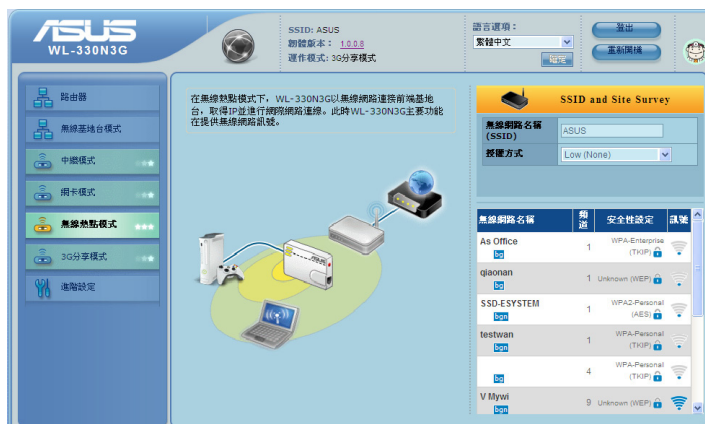 ASUS
WL-330N3G
SSID: ASUS
韌體版本： 1.0.0.8
運作模式: 3G分享模式
語言選項：
繁體中文
確定
登出
重新開機
路由器
無線基地台模式
中繼模式
網卡模式
無線熱點模式
3G分享模式
進階設定
在無線熱點模式下，WL-330N3G以無線網路連接前端基地
台，取得IP並進行網際網路連線。此時WL-330N3G主要功能
在提供無線網路訊號。
SSID and Site Survey
無線網路名稱
(SSID)
ASUS
授權方式
Low (None)
無線網路名稱 頻道 安全性設定 訊號
As Office
bg
1
WPA-Enterprise
(TKIP)
qiaonan
bg
1 Unknown (WEP)
SSD-ESYSTEM
bgn
1
WPA2-Personal
(AES)
testwan
bgn
1
WPA-Personal
(TKIP)
bg
4
WPA-Personal
(TKIP)
V Mywi
bgn
9 Unknown (WEP)